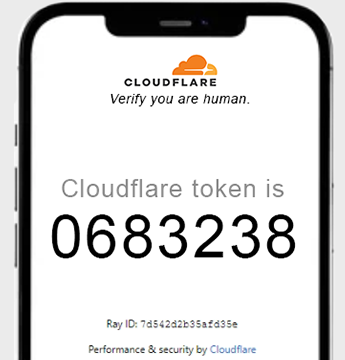 CLOUDFLARE
Verify you are human.
Cloudflare token is
0683238
Ray ID: 7d542d2b35afd35e
Performance & security by Cloudflare